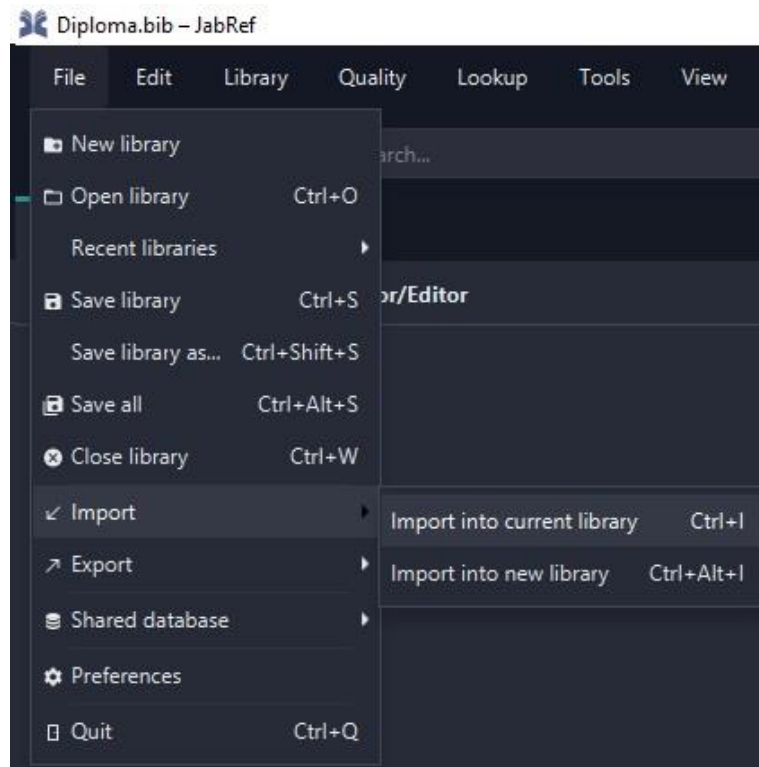 Diploma.bib – JabRef
File Edit Library Quality Lookup Tools View
New library
arch...
Open library Ctrl+O
Recent libraries
Save library Ctrl+S
or/Editor
Save library as... Ctrl+Shift+S
Save all Ctrl+Alt+S
Close library Ctrl+W
Import
Import into current library Ctrl+I
Export
Import into new library Ctrl+Alt+I
Shared database
Preferences
Quit Ctrl+Q